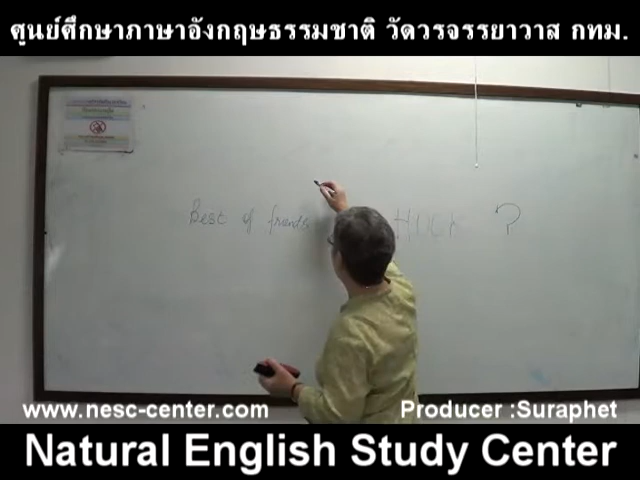 ศูนย์ศึกษาภาษาอังกฤษธรรมชาติ วัดวรจรรยาวาส กทม.
Best of frients ?
www.nesc-center.com Producer :Suraphet
Natural English Study Center